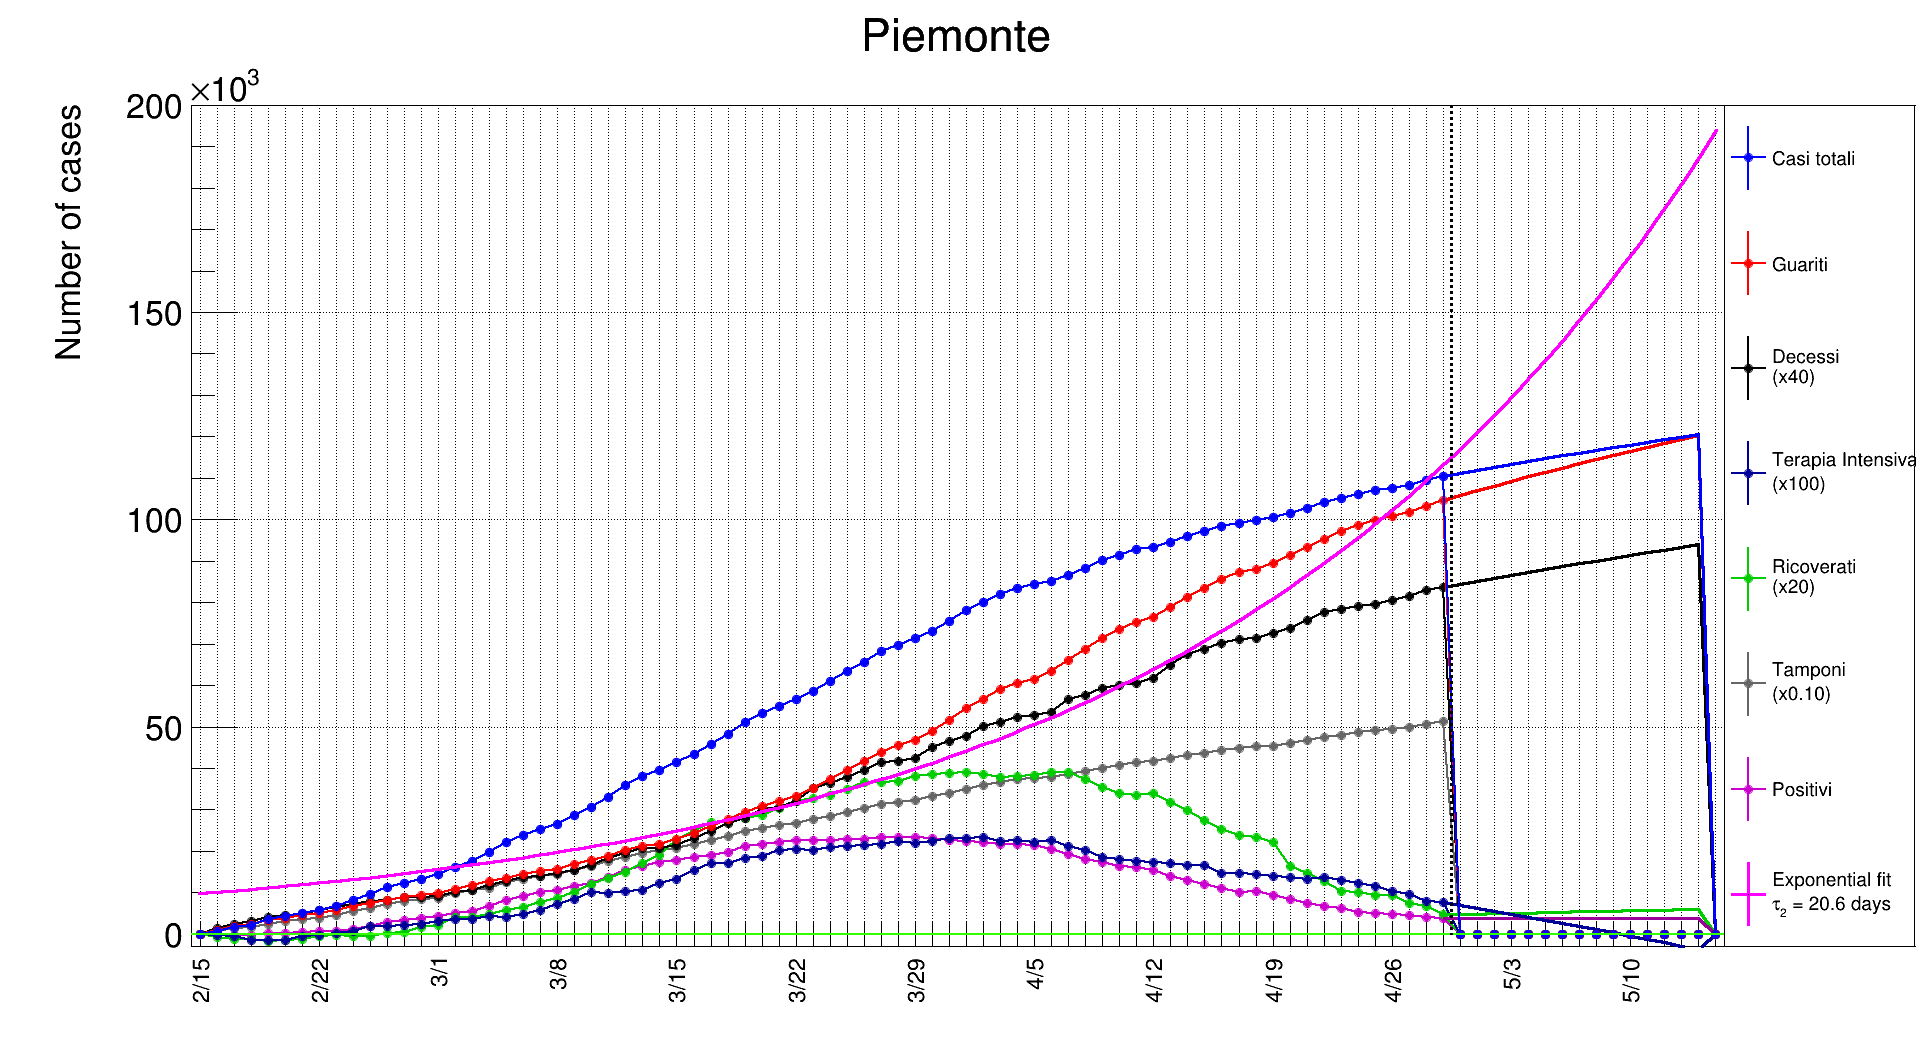 Piemonte
×10³
Number of cases
200
150
100
50
0
2/15
2/22
3/1
3/8
3/15
3/22
3/29
4/5
4/12
4/19
4/26
5/3
5/10
Casi totali
Guariti
Decessi
(x40)
Terapia Intensiva
(x100)
Ricoverati
(x20)
Tamponi
(x0.10)
Positivi
Exponential fit
τ₂ = 20.6 days